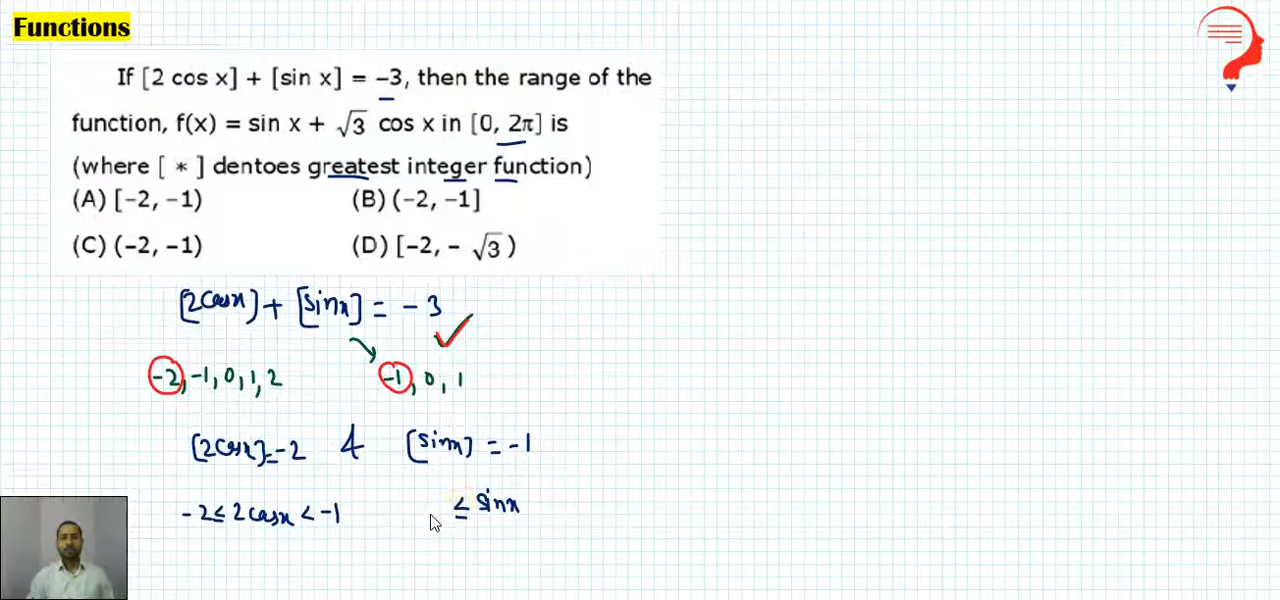 Functions
If [2 cos x] + [sin x] = -3, then the range of the
function, f(x) = sin x + √3 cos x in [0, 2π] is
(where [ * ] dentoes greatest integer function)
(A) [-2, -1) (B) (-2, -1]
(C) (-2, -1) (D) [-2, - √3)
[2cosx] + [sinx] = -3
-2, -1, 0, 1, 2 -1, 0, 1
[2cosx]=-2 & [sinx] = -1
-2 ≤ 2cosx < -1 ≤ sinx